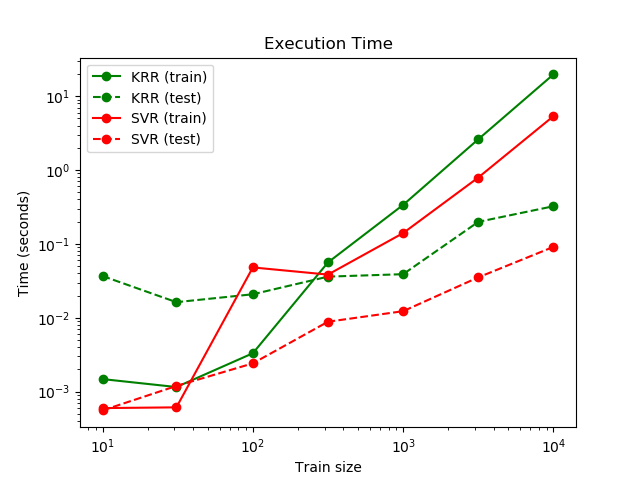 Execution Time
KRR (train)
KRR (test)
SVR (train)
SVR (test)
Time (seconds)
10¹
10⁰
10⁻¹
10⁻²
10⁻³
10¹ 10² 10³ 10⁴
Train size